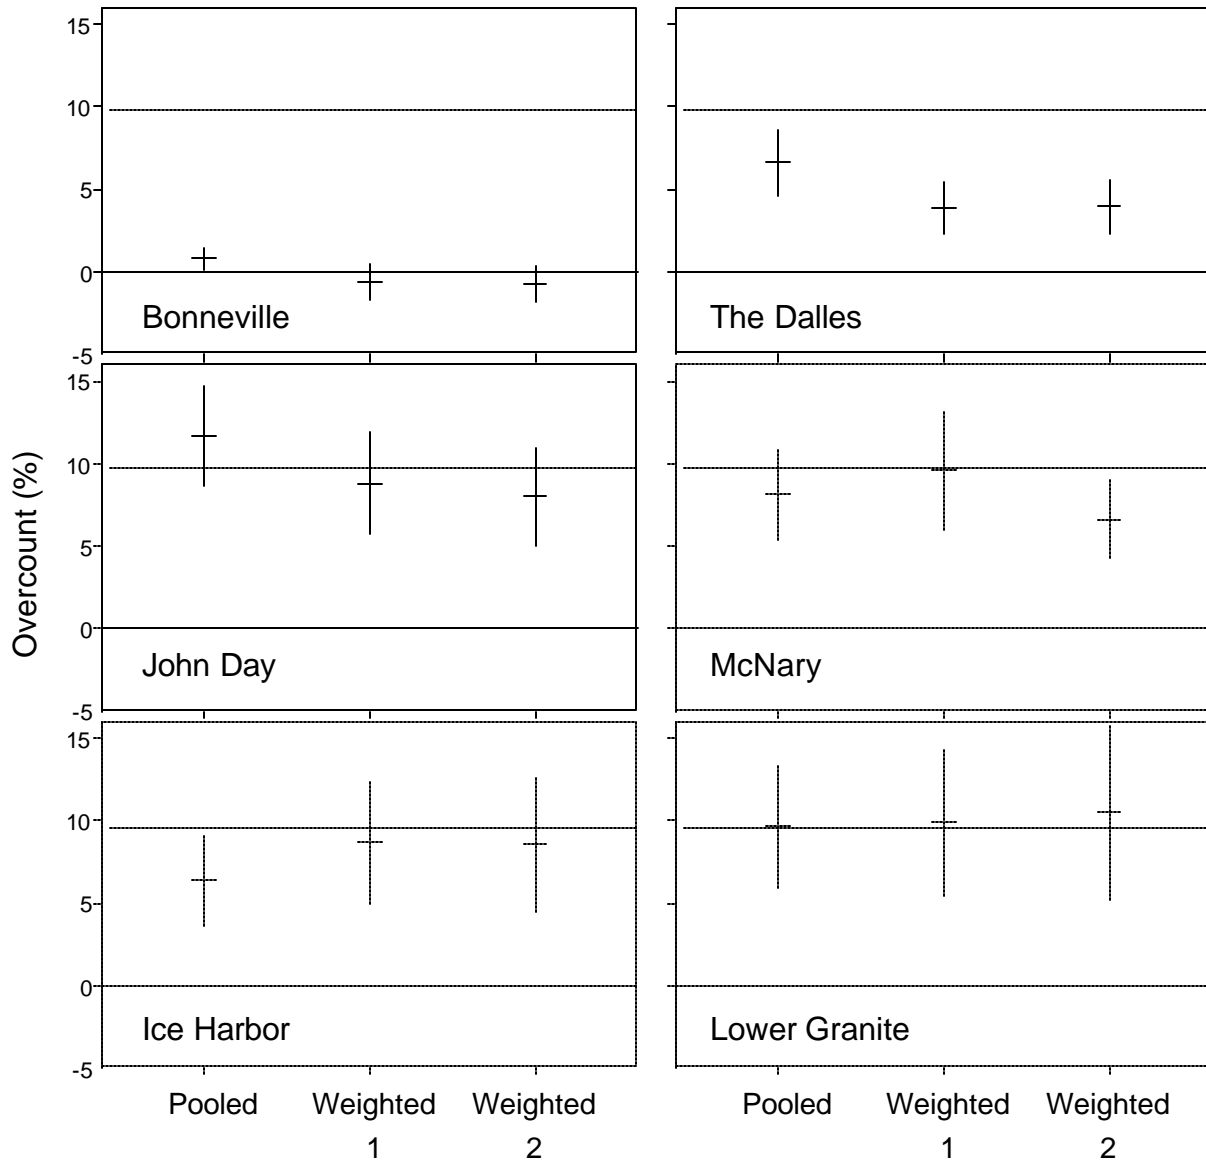 15
10
5
0
-5
Bonneville
The Dalles
15
10
5
0
-5
John Day
McNary
Overcount (%)
15
10
5
0
-5
Ice Harbor
Lower Granite
Pooled Weighted 1 Weighted 2
Pooled Weighted 1 Weighted 2